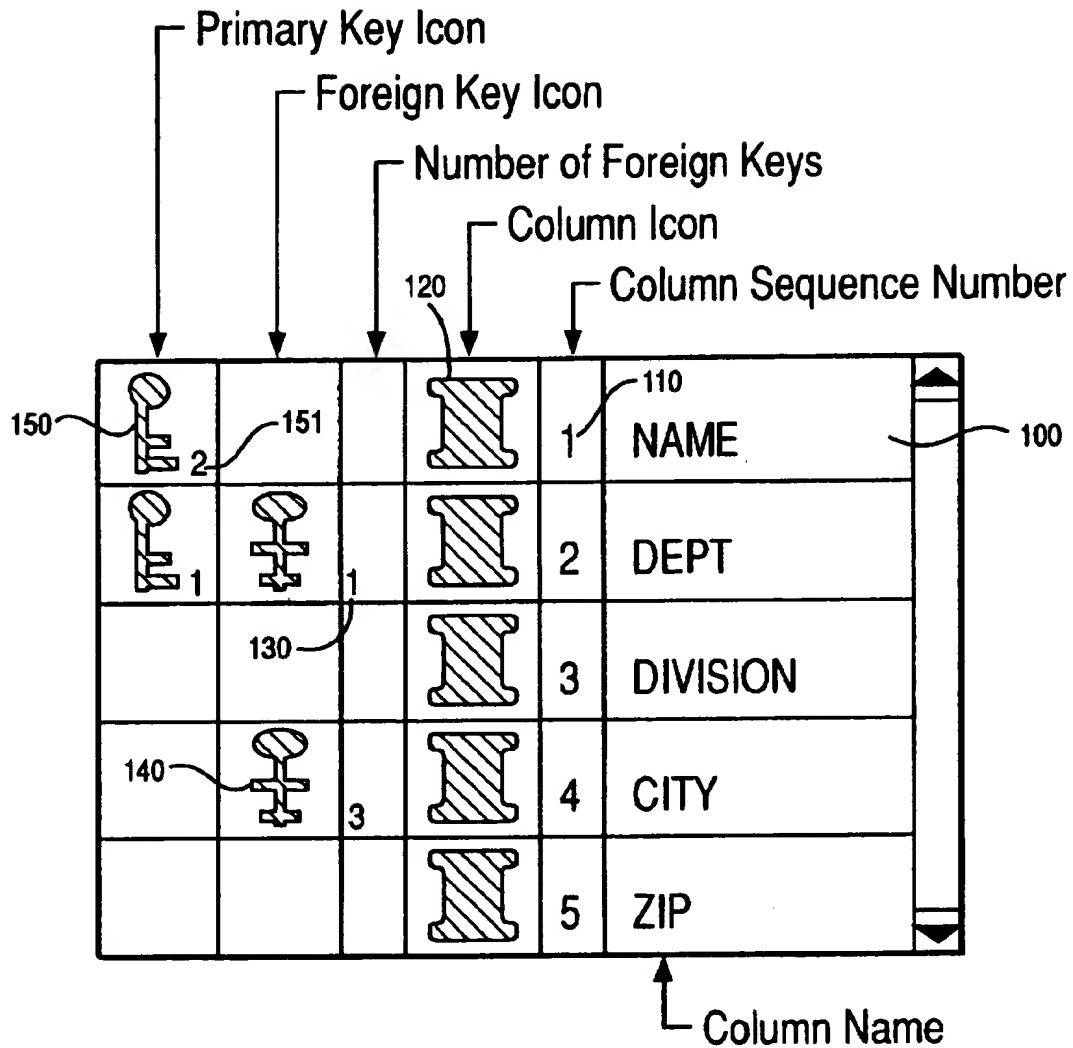 Primary Key Icon
Foreign Key Icon
Number of Foreign Keys
Column Icon
120
Column Sequence Number
150
2
151
1
110
NAME
100
1
1
2
DEPT
130
3
DIVISION
140
3
4
CITY
5
ZIP
Column Name